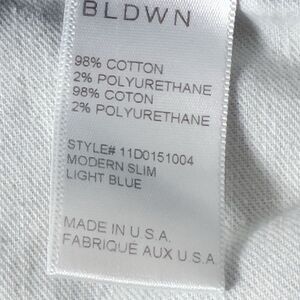 BLDWN
98% COTTON
2% POLYURETHANE
98% COTON
2% POLYURETHANE
STYLE# 11D0151004
MODERN SLIM
LIGHT BLUE
MADE IN U.S.A.
FABRIQUE AUX U.S.A.